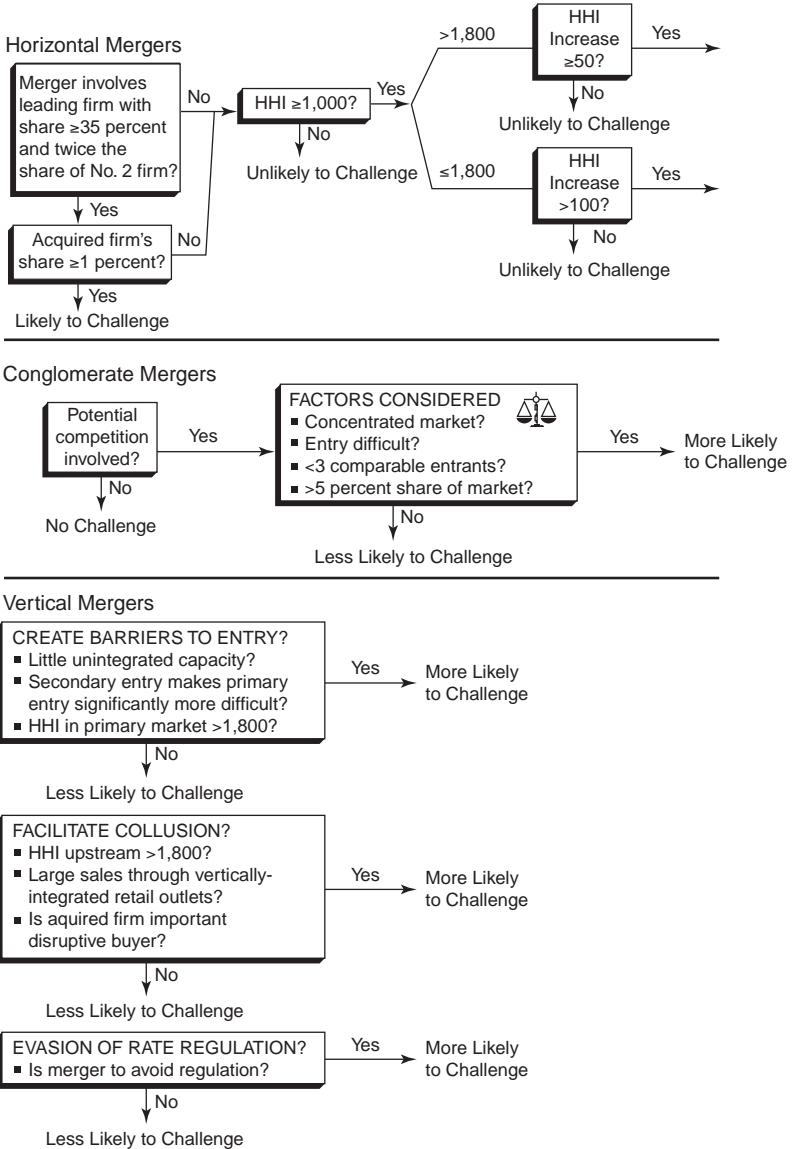 Horizontal Mergers
Merger involves
leading firm with
share ≥35 percent
and twice the
share of No. 2 firm?
No
Yes
Acquired firm's
share ≥1 percent?
No
Yes
Likely to Challenge
HHI ≥1,000?
Yes
No
Unlikely to Challenge
>1,800
HHI
Increase
≥50?
Yes
No
Unlikely to Challenge
≤1,800
HHI
Increase
>100?
Yes
No
Unlikely to Challenge
Conglomerate Mergers
Potential
competition
involved?
Yes
No
No Challenge
FACTORS CONSIDERED
▪ Concentrated market?
▪ Entry difficult?
▪ <3 comparable entrants?
▪ >5 percent share of market?
Yes
More Likely
to Challenge
No
Less Likely to Challenge
Vertical Mergers
CREATE BARRIERS TO ENTRY?
▪ Little unintegrated capacity?
▪ Secondary entry makes primary
entry significantly more difficult?
▪ HHI in primary market >1,800?
Yes
More Likely
to Challenge
No
Less Likely to Challenge
FACILITATE COLLUSION?
▪ HHI upstream >1,800?
▪ Large sales through vertically-
integrated retail outlets?
▪ Is aquired firm important
disruptive buyer?
Yes
More Likely
to Challenge
No
Less Likely to Challenge
EVASION OF RATE REGULATION?
▪ Is merger to avoid regulation?
Yes
More Likely
to Challenge
No
Less Likely to Challenge